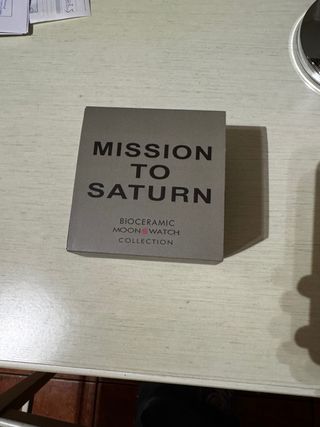 MISSION
TO
SATURN
BIOCERAMIC
MOONSWATCH
COLLECTION